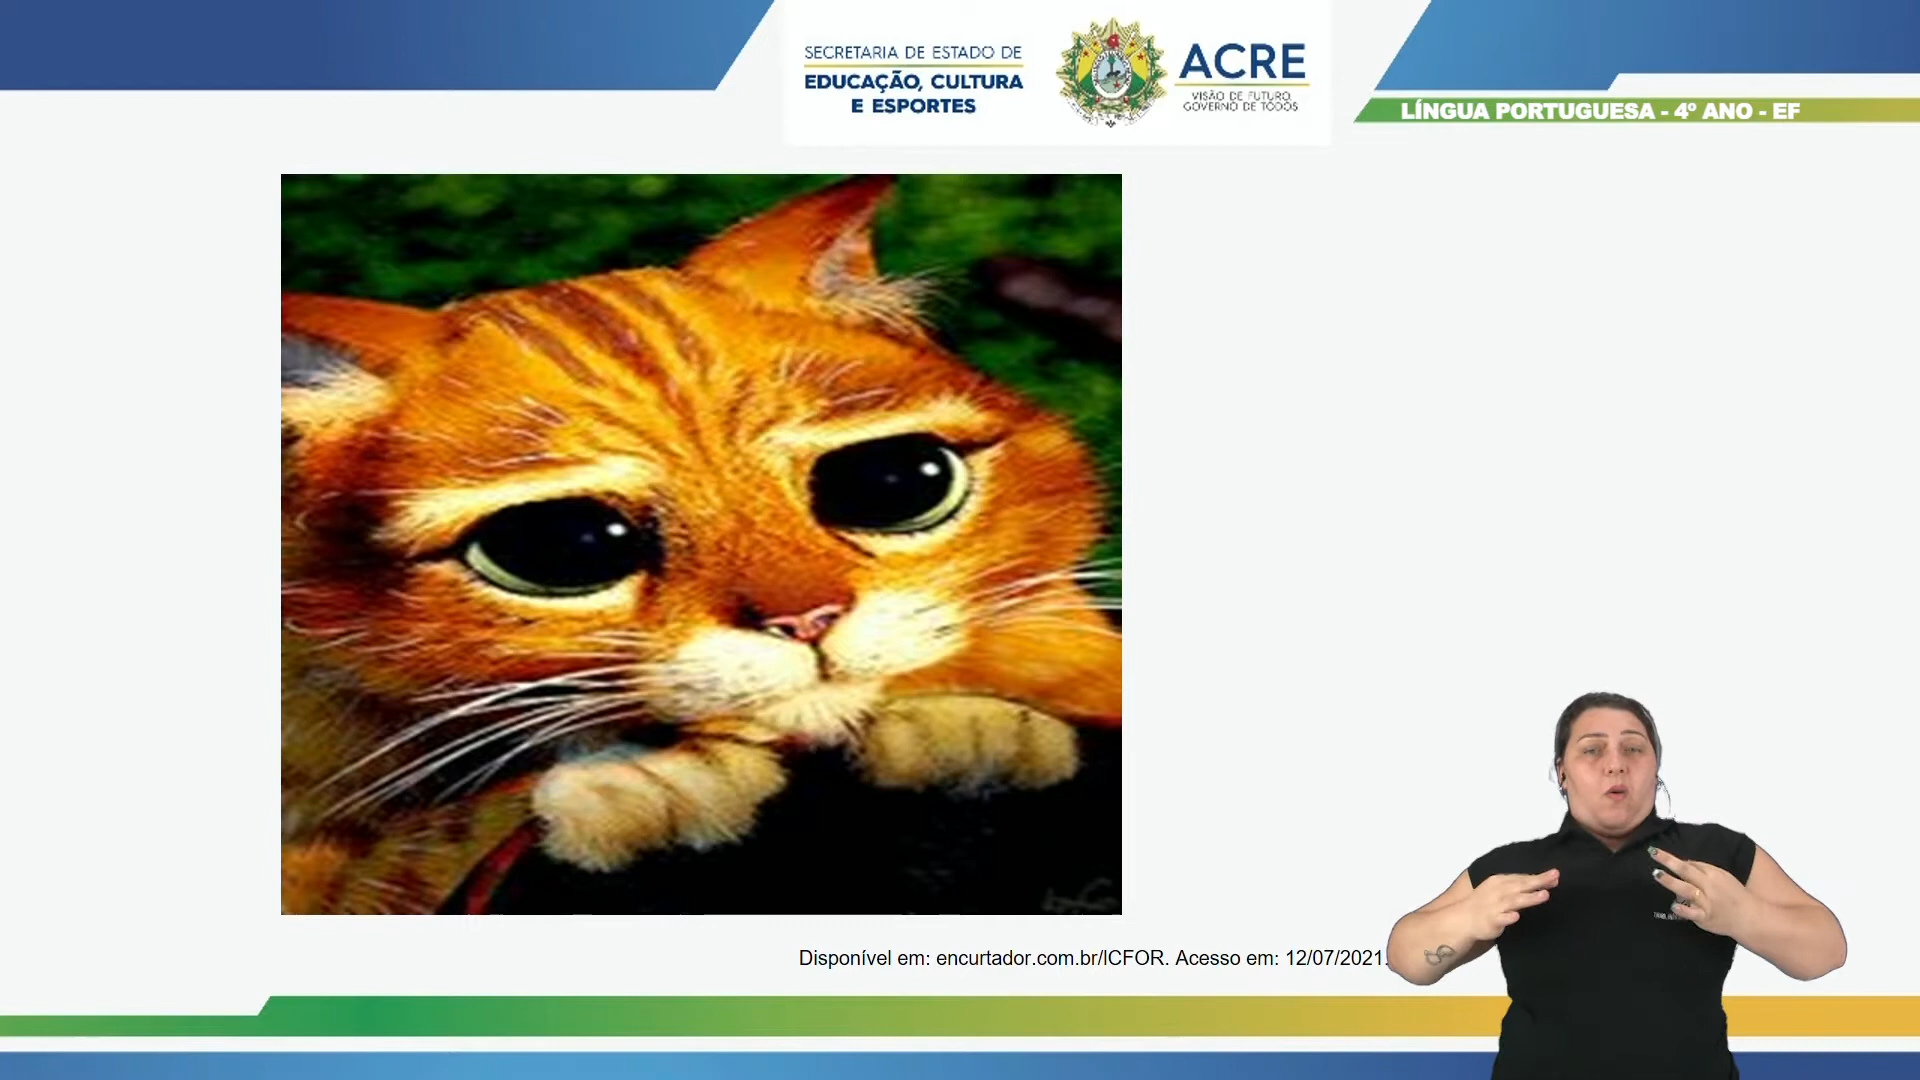 SECRETARIA DE ESTADO DE
EDUCAÇÃO, CULTURA
E ESPORTES
ACRE
VISÃO DE FUTURO,
GOVERNO DE TODOS
LÍNGUA PORTUGUESA - 4º ANO - EF
Disponível em: encurtador.com.br/lCFOR. Acesso em: 12/07/2021.